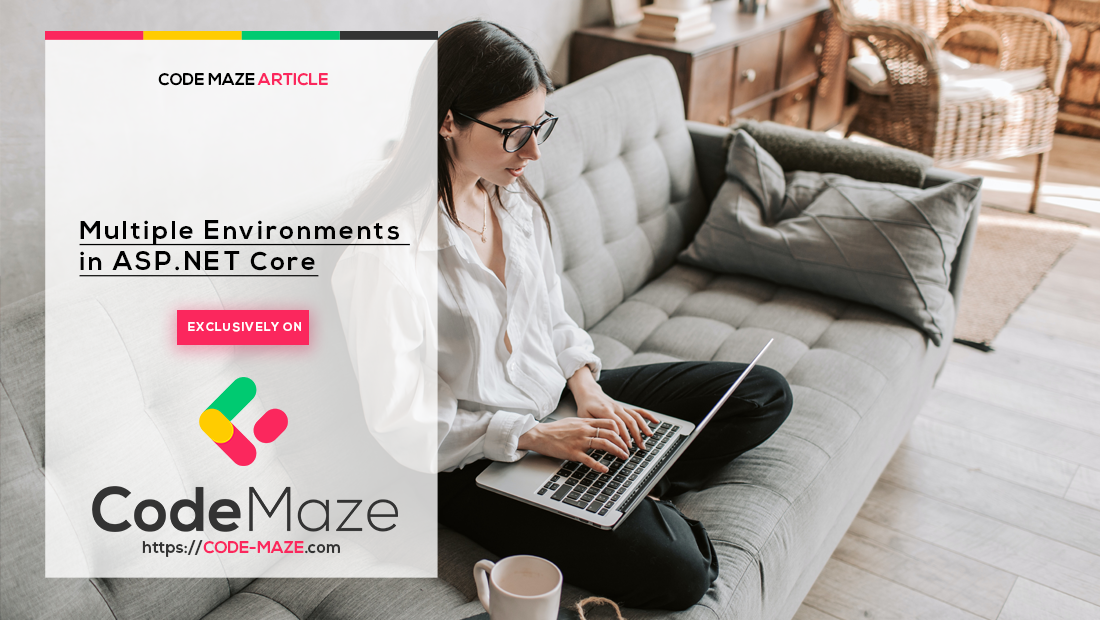 CODE MAZE ARTICLE
Multiple Environments
in ASP.NET Core
EXCLUSIVELY ON
CodeMaze
https://CODE-MAZE.com